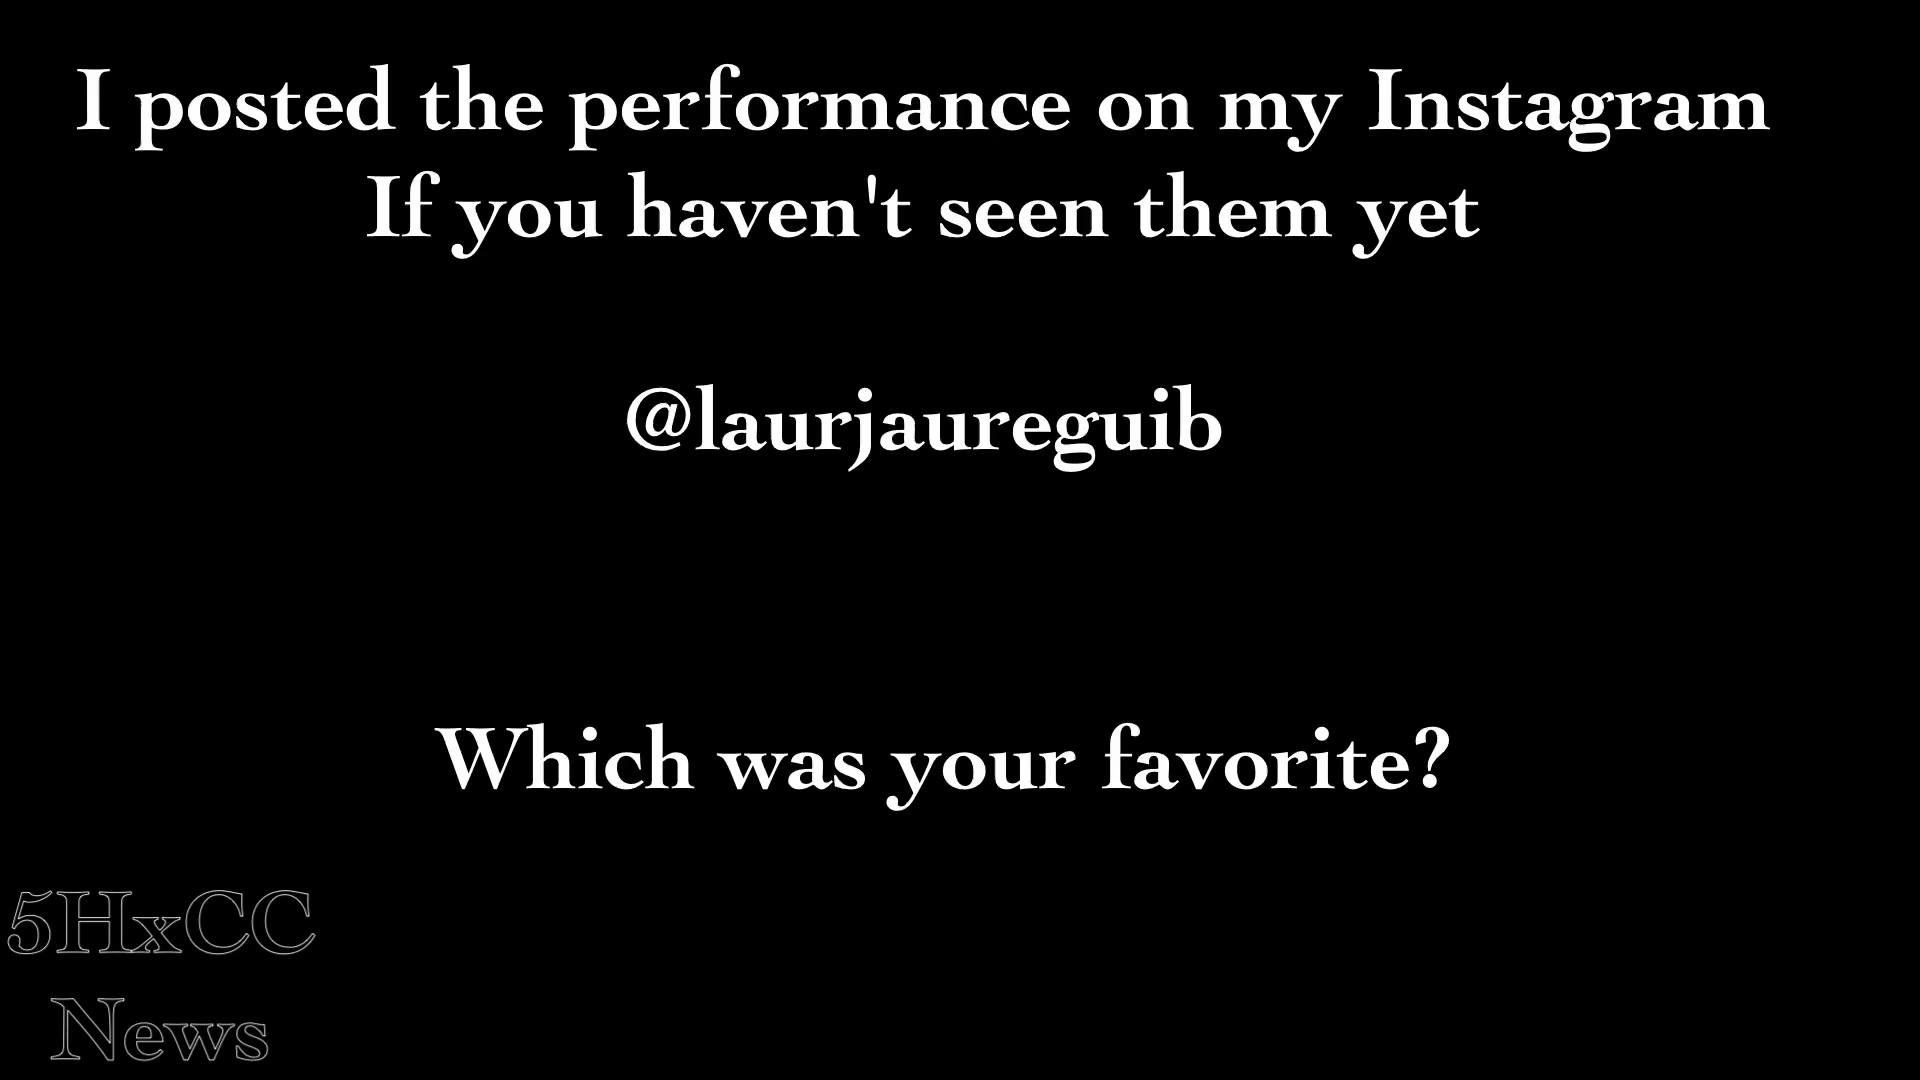 I posted the performance on my Instagram
If you haven't seen them yet
@laurjaureguib
Which was your favorite?
5HxCC
News